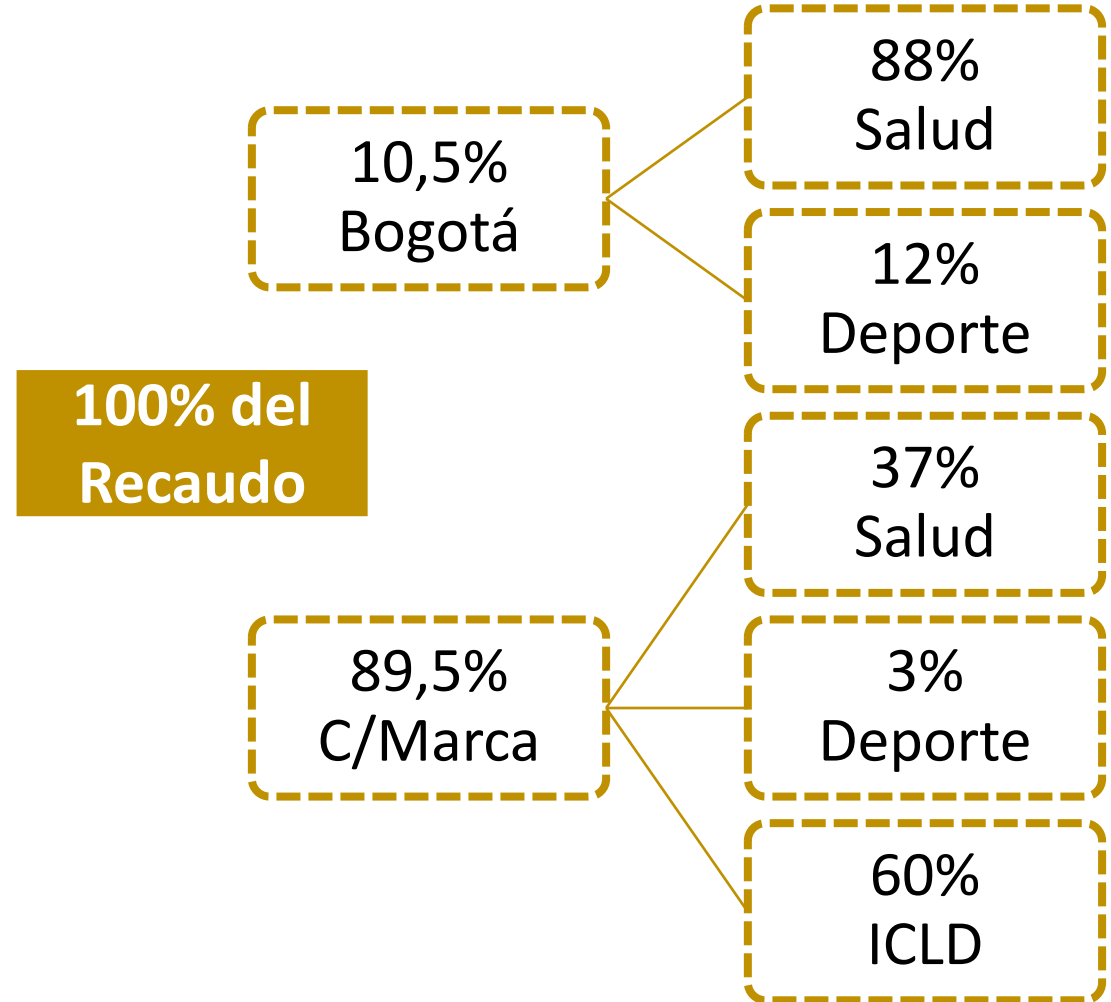 100% del
Recaudo
10,5%
Bogotá
88%
Salud
12%
Deporte
89,5%
C/Marca
37%
Salud
3%
Deporte
60%
ICLD